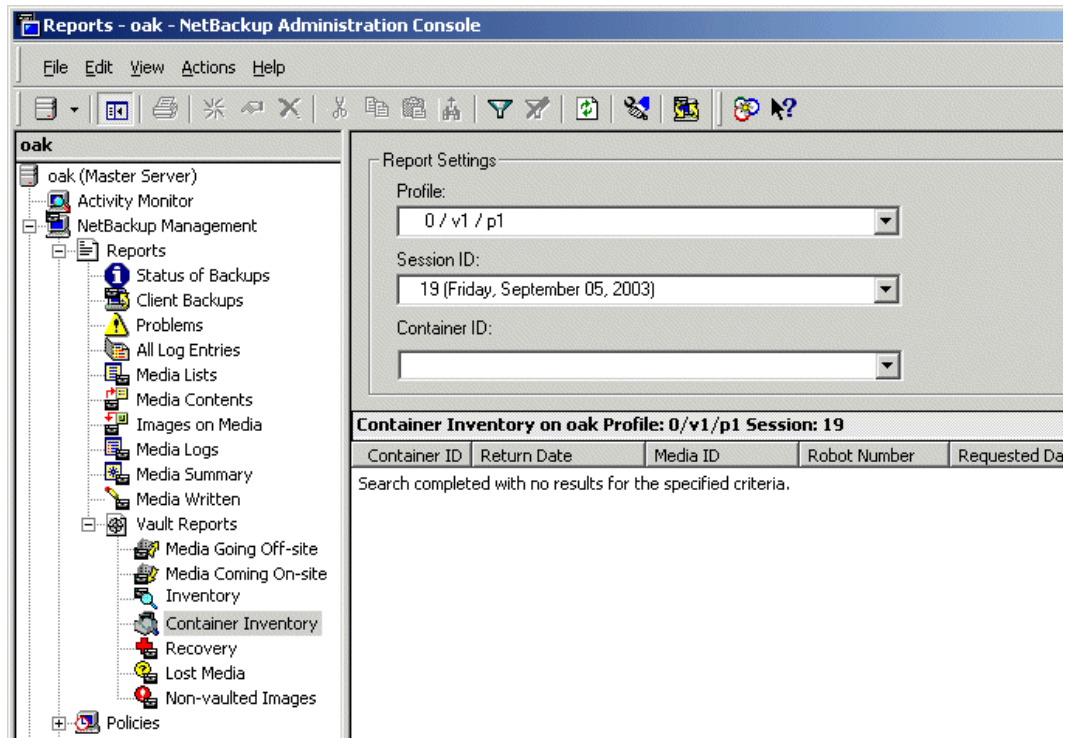 Reports - oak - NetBackup Administration Console
File Edit View Actions Help
oak
oak (Master Server)
Activity Monitor
NetBackup Management
Reports
Status of Backups
Client Backups
Problems
All Log Entries
Media Lists
Media Contents
Images on Media
Media Logs
Media Summary
Media Written
Vault Reports
Media Going Off-site
Media Coming On-site
Inventory
Container Inventory
Recovery
Lost Media
Non-vaulted Images
Policies
Report Settings
Profile:
0 / v1 / p1
Session ID:
19 (Friday, September 05, 2003)
Container ID:
Container Inventory on oak Profile: 0/v1/p1 Session: 19
Container ID Return Date Media ID Robot Number Requested Da
Search completed with no results for the specified criteria.